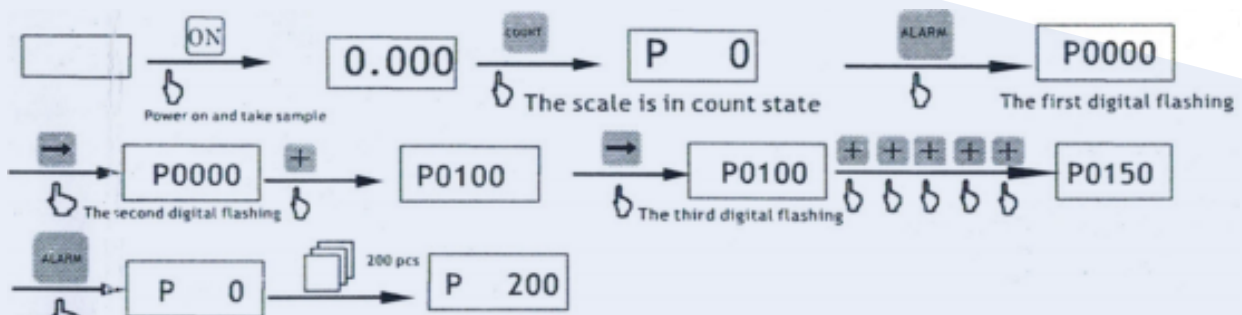 ON COUNT ALARM
0.000 P 0 P0000
Power on and take sample The scale is in count state The first digital flashing
→ + → + + + + +
P0000 P0100 P0100 P0150
The second digital flashing The third digital flashing
ALARM 200 pcs
P 0 P 200